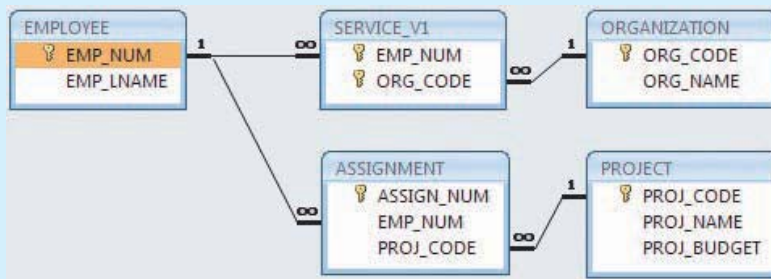 EMPLOYEE
EMP_NUM
EMP_LNAME
1
∞
SERVICE_V1
EMP_NUM
ORG_CODE
∞
1
ORGANIZATION
ORG_CODE
ORG_NAME
∞
ASSIGNMENT
ASSIGN_NUM
EMP_NUM
PROJ_CODE
∞
1
PROJECT
PROJ_CODE
PROJ_NAME
PROJ_BUDGET